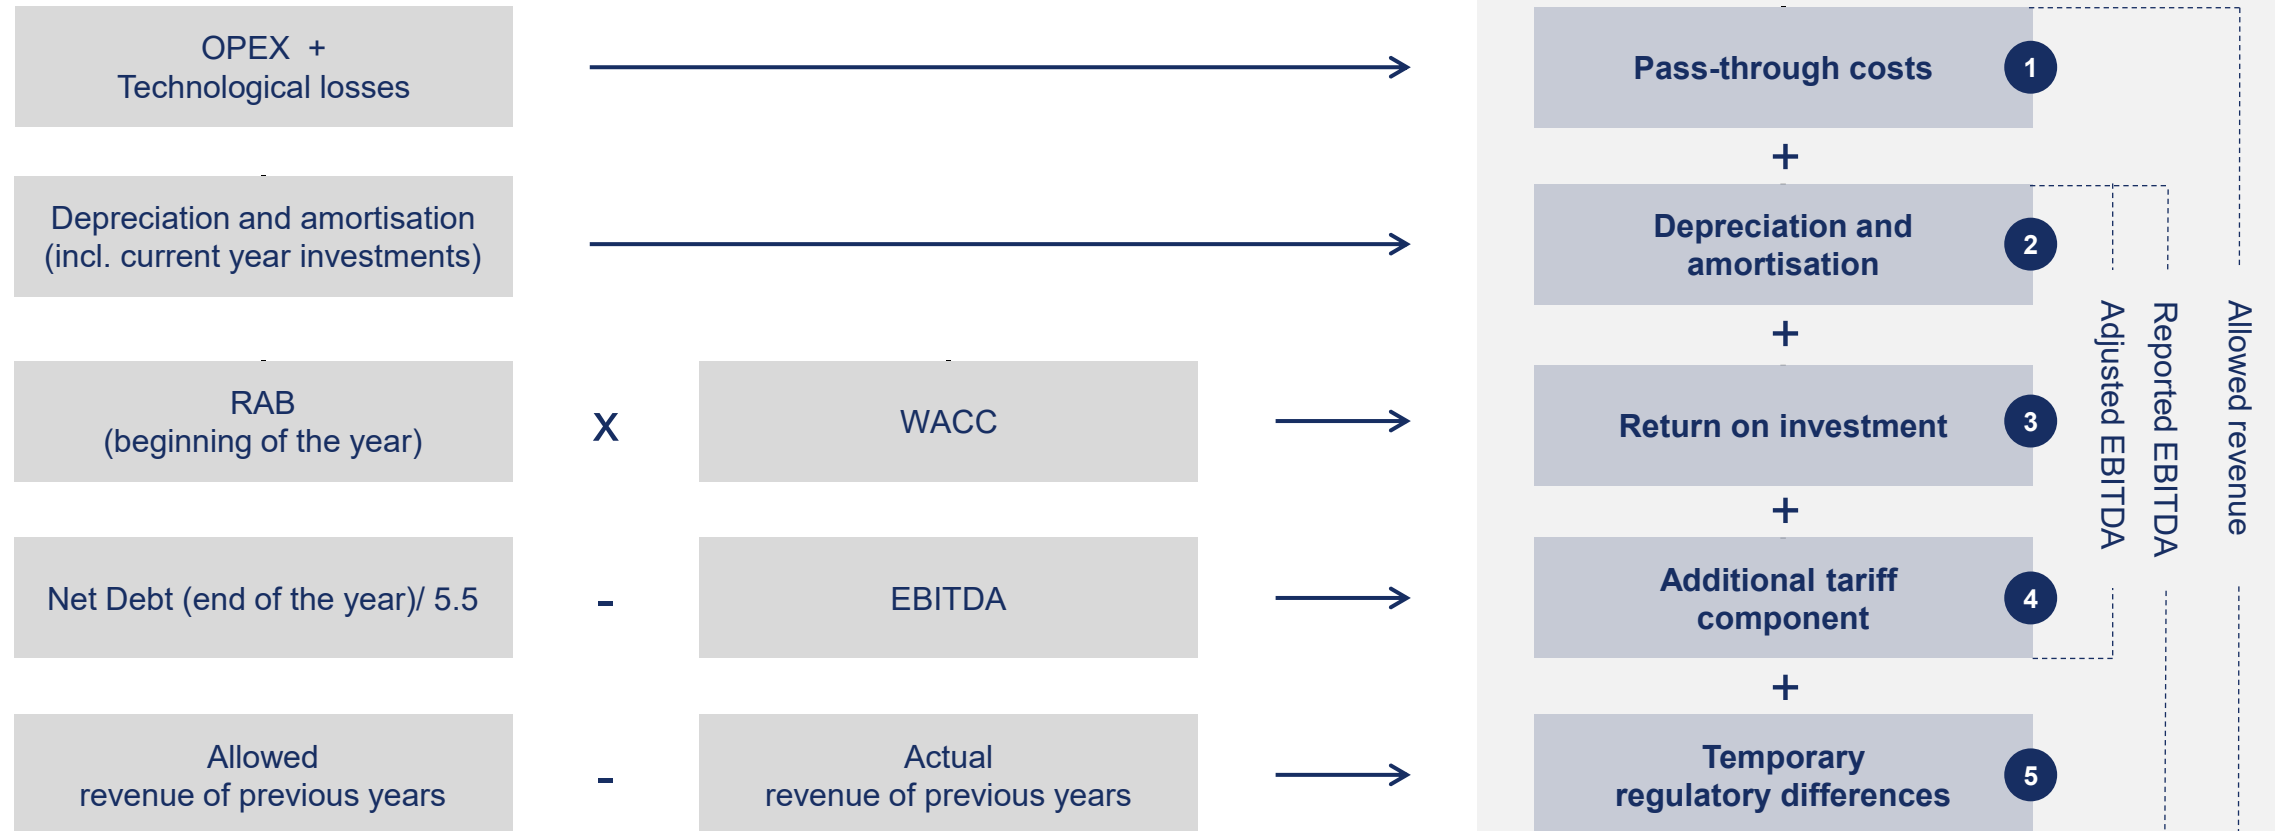 OPEX +
Technological losses
Pass-through costs
1
+
Depreciation and amortisation
(incl. current year investments)
Depreciation and
amortisation
2
+
RAB
(beginning of the year)
x
WACC
Return on investment
3
+
Net Debt (end of the year)/ 5.5
-
EBITDA
Additional tariff
component
4
+
Allowed
revenue of previous years
-
Actual
revenue of previous years
Temporary
regulatory differences
5
Adjusted EBITDA
Reported EBITDA
Allowed revenue